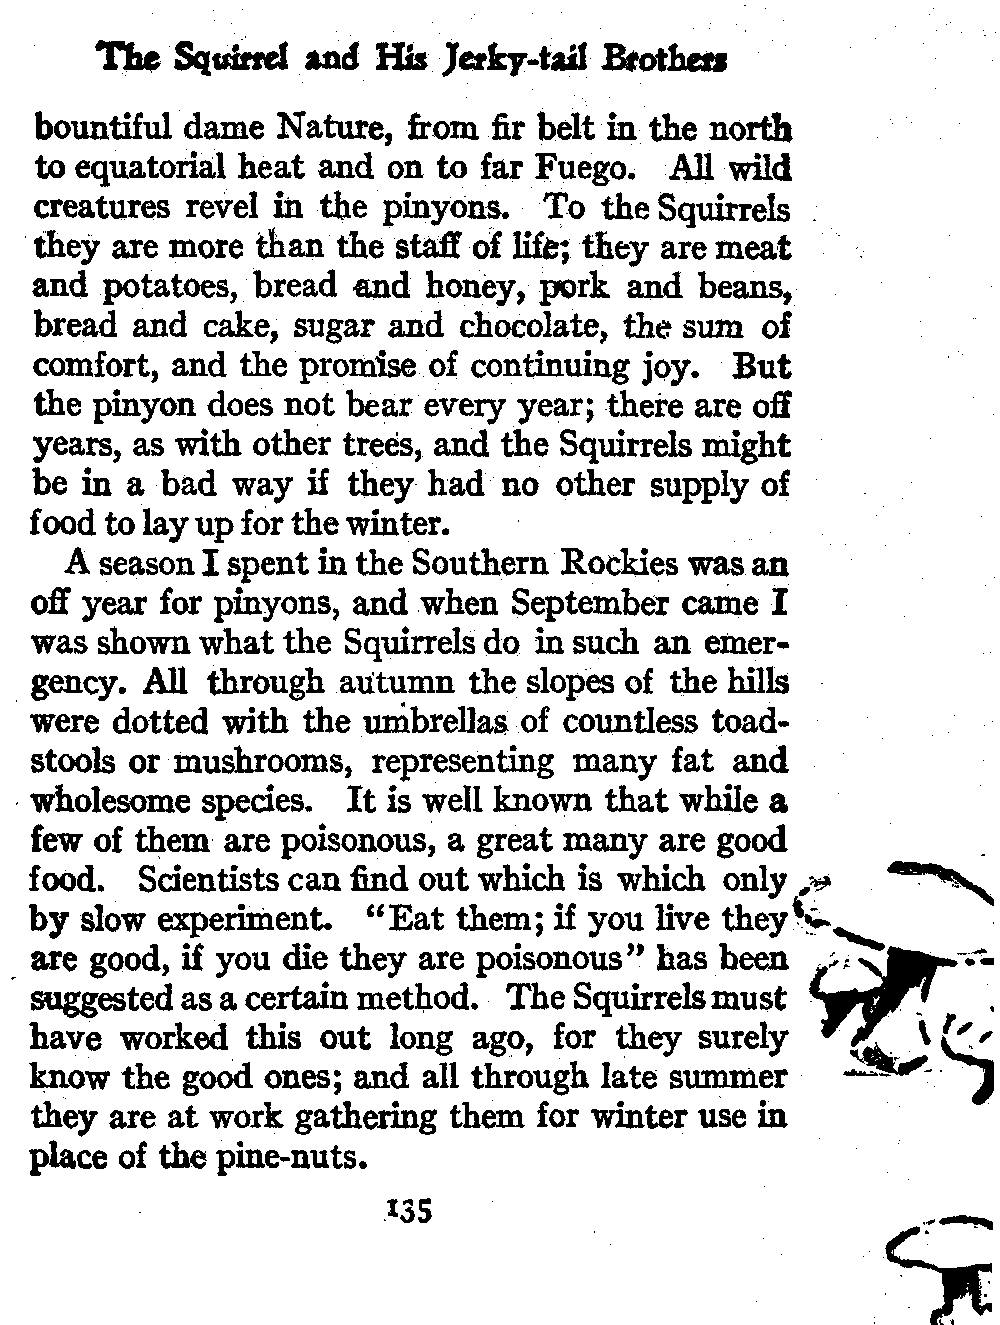 The Squirrel and His Jerky-tail Brothers
bountiful dame Nature, from fir belt in the north
to equatorial heat and on to far Fuego. All wild
creatures revel in the pinyons. To the Squirrels
they are more than the staff of life; they are meat
and potatoes, bread and honey, pork and beans,
bread and cake, sugar and chocolate, the sum of
comfort, and the promise of continuing joy. But
the pinyon does not bear every year; there are off
years, as with other trees, and the Squirrels might
be in a bad way if they had no other supply of
food to lay up for the winter.
A season I spent in the Southern Rockies was an
off year for pinyons, and when September came I
was shown what the Squirrels do in such an emer-
gency. All through autumn the slopes of the hills
were dotted with the umbrellas of countless toad-
stools or mushrooms, representing many fat and
wholesome species. It is well known that while a
few of them are poisonous, a great many are good
food. Scientists can find out which is which only
by slow experiment. "Eat them; if you live they
are good, if you die they are poisonous" has been
suggested as a certain method. The Squirrels must
have worked this out long ago, for they surely
know the good ones; and all through late summer
they are at work gathering them for winter use in
place of the pine-nuts.
135